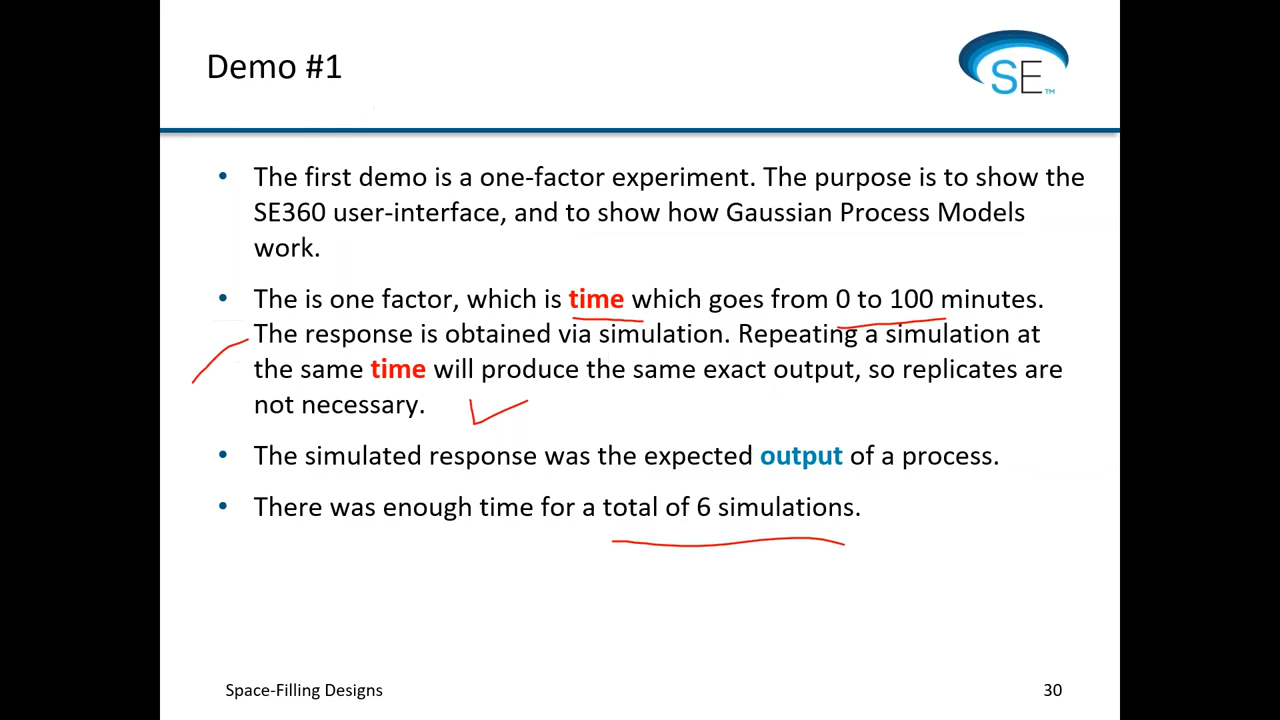 Demo #1
SE™
• The first demo is a one-factor experiment. The purpose is to show the
SE360 user-interface, and to show how Gaussian Process Models
work.
• The is one factor, which is time which goes from 0 to 100 minutes.
The response is obtained via simulation. Repeating a simulation at
the same time will produce the same exact output, so replicates are
not necessary.
• The simulated response was the expected output of a process.
• There was enough time for a total of 6 simulations.
Space-Filling Designs
30